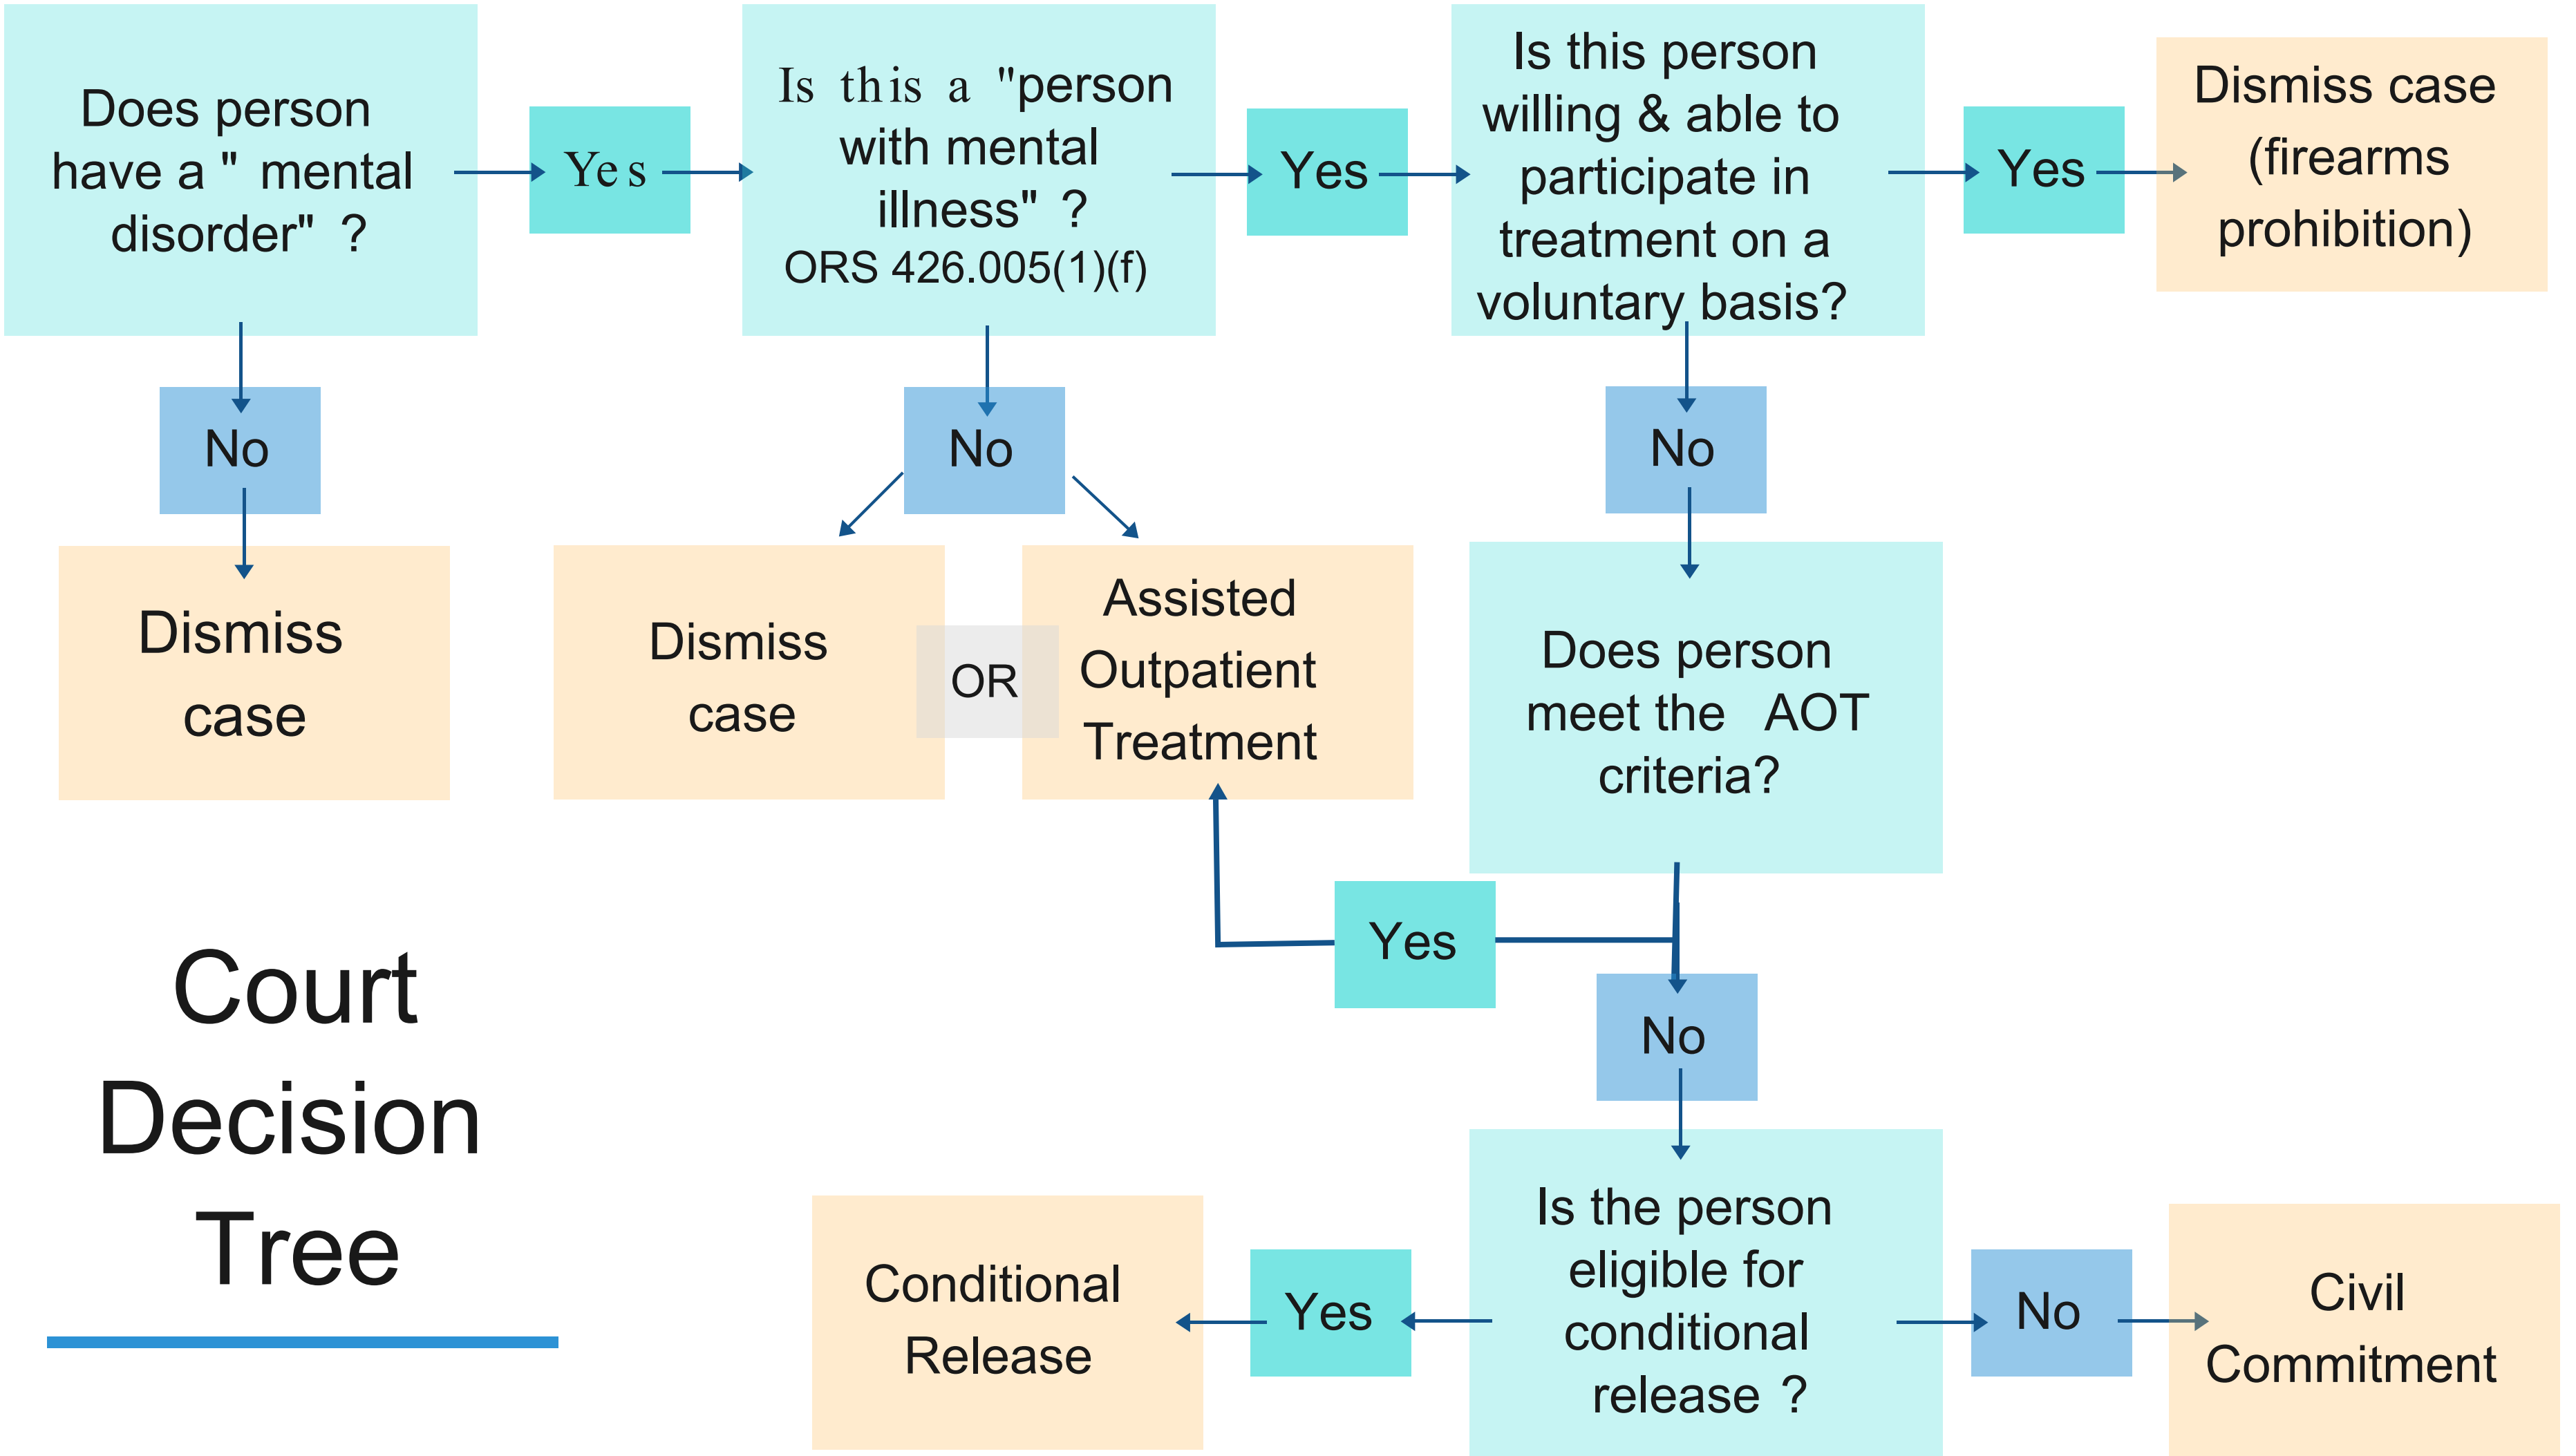 Does person
have a " mental
disorder" ?
Yes
Is this a "person
with mental
illness" ?
ORS 426.005(1)(f)
Yes
Is this person
willing & able to
participate in
treatment on a
voluntary basis?
Yes
Dismiss case
(firearms
prohibition)
No
No
No
Dismiss
case
Dismiss
case
OR
Assisted
Outpatient
Treatment
Does person
meet the AOT
criteria?
Yes
No
Court
Decision
Tree
Conditional
Release
Yes
Is the person
eligible for
conditional
release ?
No
Civil
Commitment